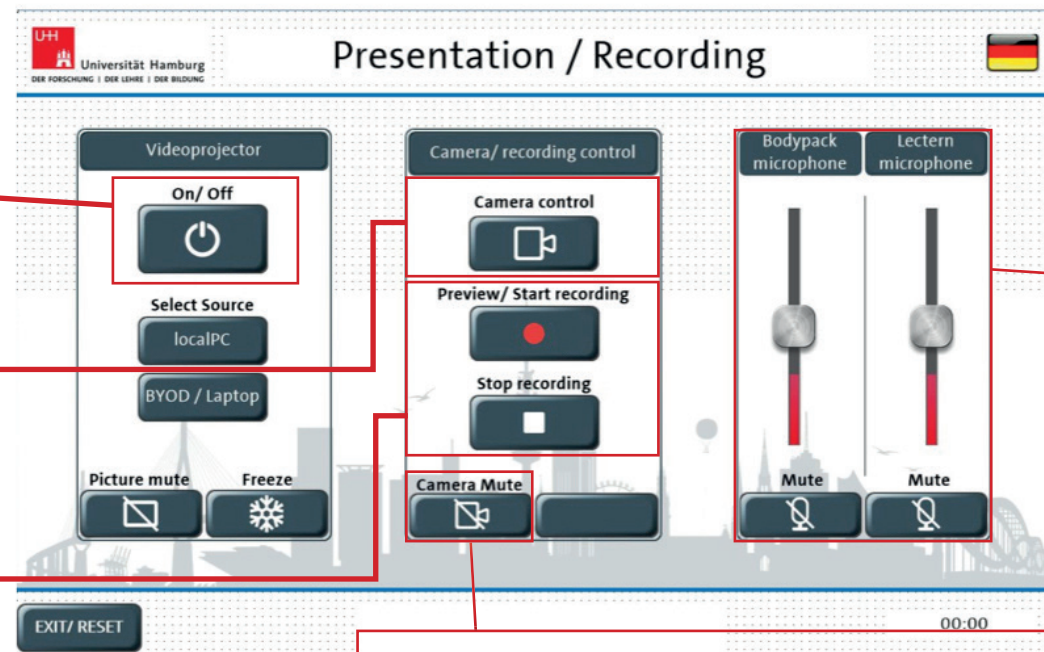 UHH
Universität Hamburg
DER FORSCHUNG | DER LEHRE | DER BILDUNG
Presentation / Recording
Videoprojector
On/ Off
Select Source
localPC
BYOD / Laptop
Picture mute
Freeze
Camera/ recording control
Camera control
Preview/ Start recording
Stop recording
Camera Mute
Bodypack
microphone
Lectern
microphone
Mute
Mute
EXIT/ RESET
00:00